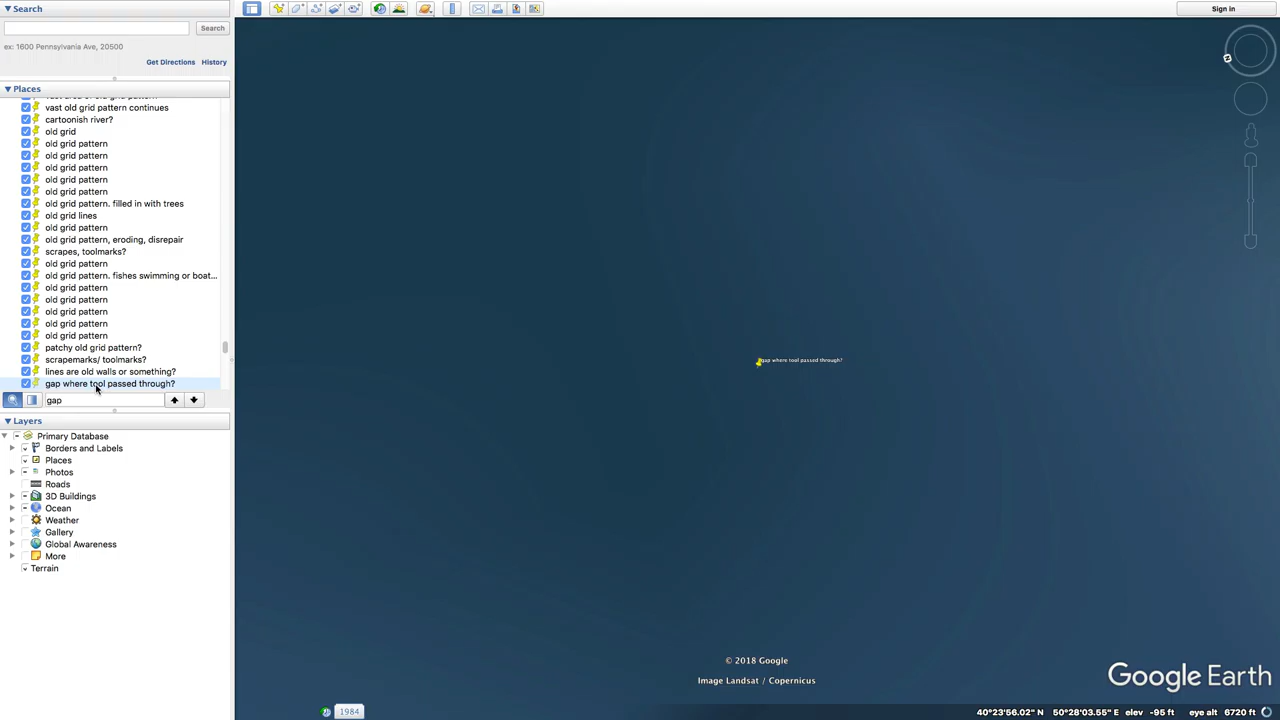 Search
Search
ex: 1600 Pennsylvania Ave, 20500
Get Directions
History
Places
vast old grid pattern continues
cartoonish river?
old grid
old grid pattern
old grid pattern
old grid pattern
old grid pattern
old grid pattern
old grid pattern. filled in with trees
old grid lines
old grid pattern
old grid pattern, eroding, disrepair
scrapes, toolmarks?
old grid pattern
old grid pattern. fishes swimming or boat...
old grid pattern
old grid pattern
old grid pattern
old grid pattern
old grid pattern
patchy old grid pattern?
scrapemarks/ toolmarks?
lines are old walls or something?
gap where tool passed through?
gap
Layers
Primary Database
Borders and Labels
Places
Photos
Roads
3D Buildings
Ocean
Weather
Gallery
Global Awareness
More
Terrain
Sign in
gap where tool passed through?
© 2018 Google
Image Landsat / Copernicus
Google Earth
1984
40°23'56.02" N 50°28'03.55" E elev -95 ft eye alt 6720 ft